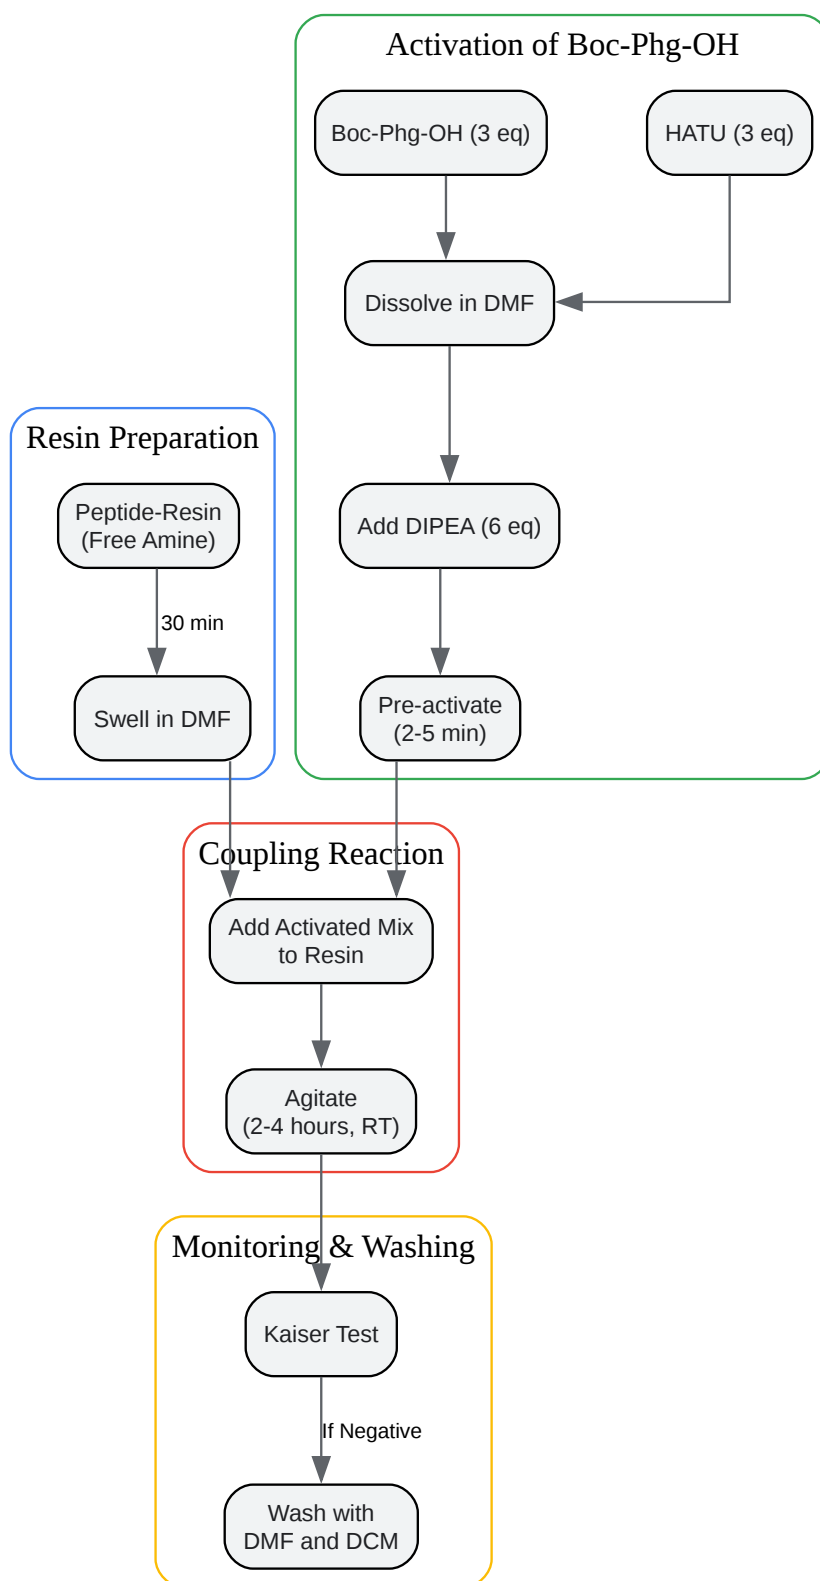 Activation of Boc-Phg-OH
Boc-Phg-OH (3 eq)
HATU (3 eq)
Dissolve in DMF
Add DIPEA (6 eq)
Pre-activate
(2-5 min)
Resin Preparation
Peptide-Resin
(Free Amine)
30 min
Swell in DMF
Coupling Reaction
Add Activated Mix
to Resin
Agitate
(2-4 hours, RT)
Monitoring & Washing
Kaiser Test
If Negative
Wash with
DMF and DCM